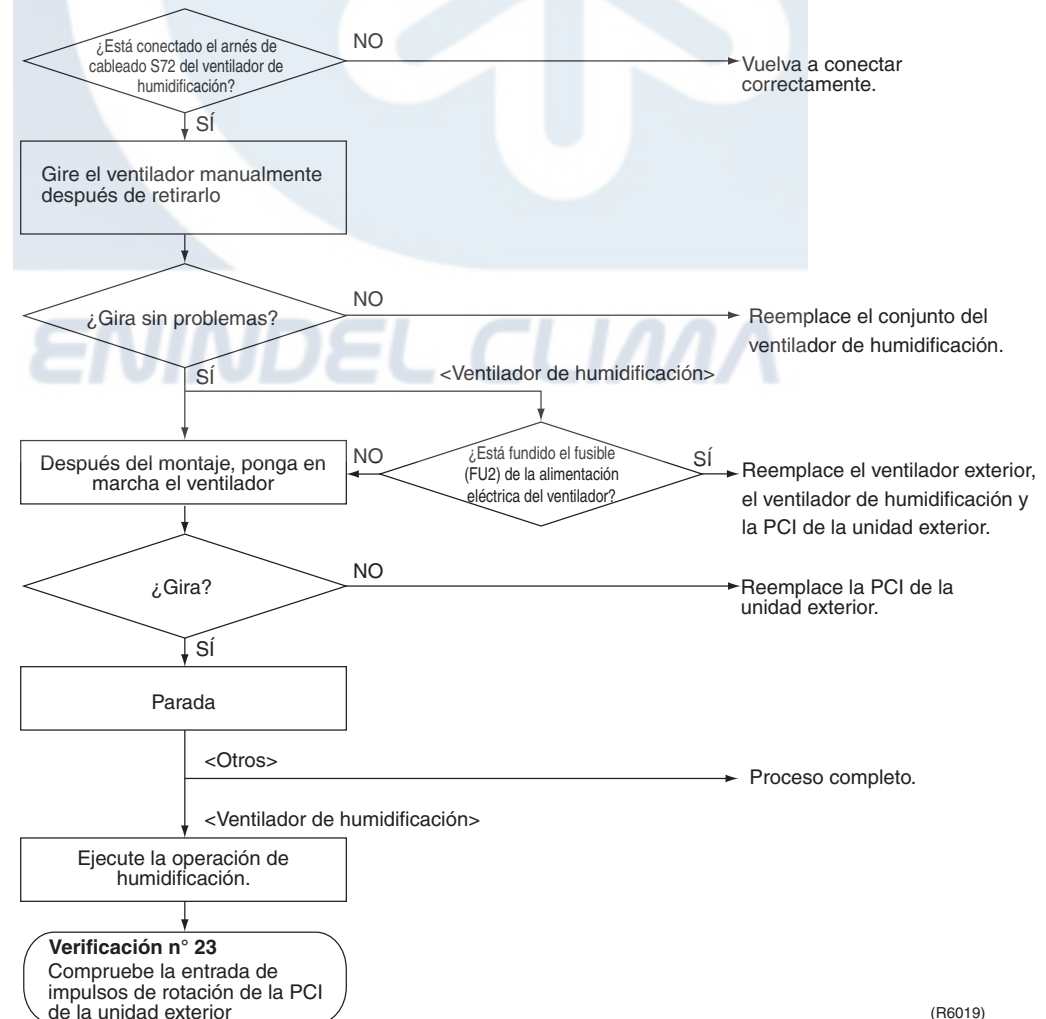 ¿Está conectado el arnés de
cableado S72 del ventilador de
humidificación?
NO
Vuelva a conectar
correctamente.
SÍ
Gire el ventilador manualmente
después de retirarlo
¿Gira sin problemas?
NO
Reemplace el conjunto del
ventilador de humidificación.
ENINDEL CLIMA
SÍ
<Ventilador de humidificación>
Después del montaje, ponga en
marcha el ventilador
NO
¿Está fundido el fusible
(FU2) de la alimentación
eléctrica del ventilador?
SÍ
Reemplace el ventilador exterior,
el ventilador de humidificación y
la PCI de la unidad exterior.
¿Gira?
NO
Reemplace la PCI de la
unidad exterior.
SÍ
Parada
<Otros>
Proceso completo.
<Ventilador de humidificación>
Ejecute la operación de
humidificación.
Verificación n° 23
Compruebe la entrada de
impulsos de rotación de la PCI
de la unidad exterior
(R6019)